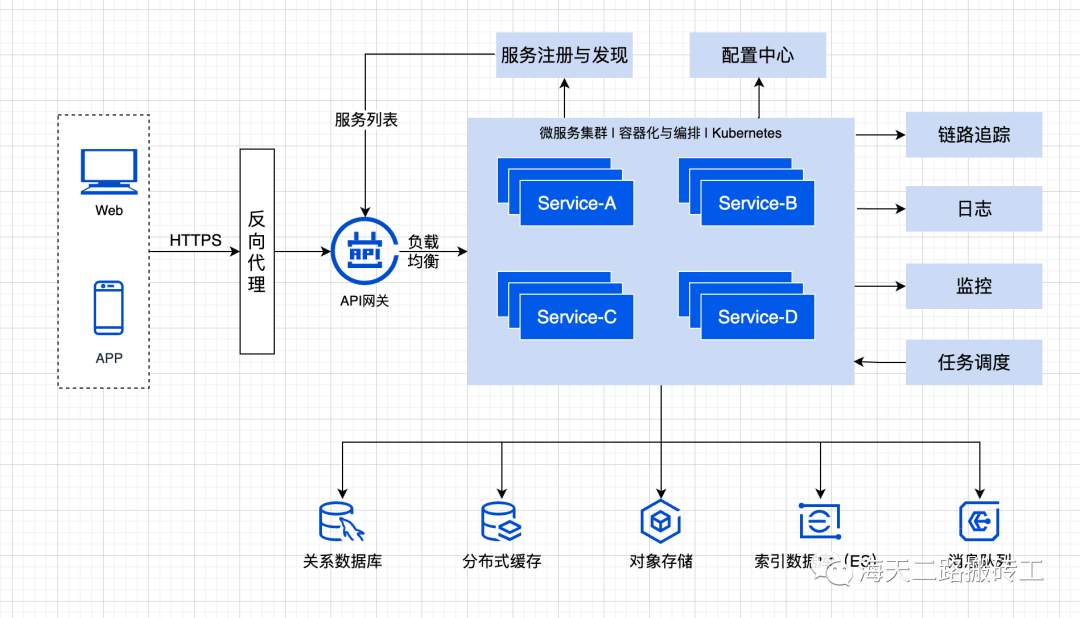 服务注册与发现
配置中心
服务列表
微服务集群 | 容器化与编排 | Kubernetes
链路追踪
Web
Service-A
Service-B
日志
反向代理
HTTPS
API
负载
均衡
API网关
监控
Service-C
Service-D
APP
任务调度
关系数据库
分布式缓存
对象存储
索引数据库（ES）
消息队列
海天二路搬砖工